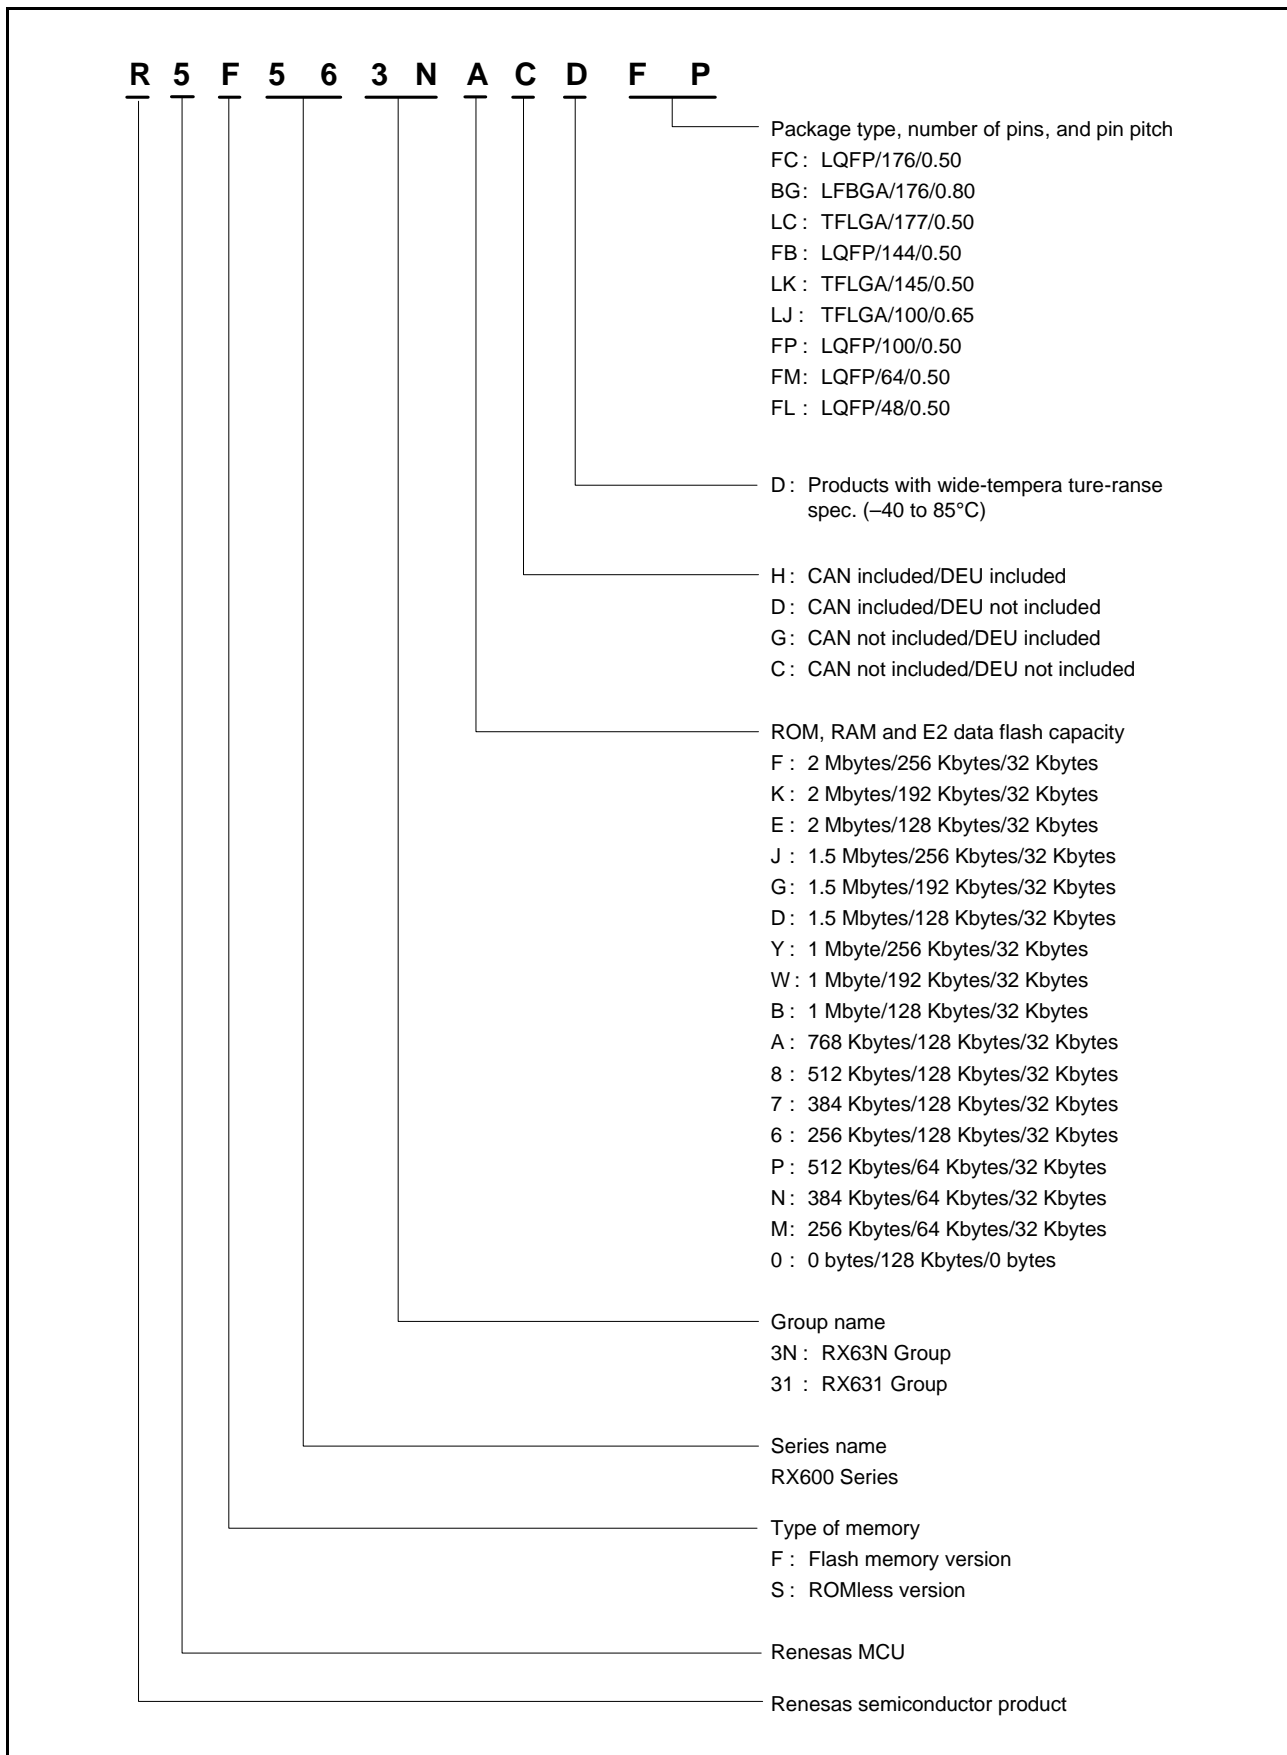 R 5 F 5 6 3 N A C D F P
Package type, number of pins, and pin pitch
FC : LQFP/176/0.50
BG : LFBGA/176/0.80
LC : TFLGA/177/0.50
FB : LQFP/144/0.50
LK : TFLGA/145/0.50
LJ : TFLGA/100/0.65
FP : LQFP/100/0.50
FM : LQFP/64/0.50
FL : LQFP/48/0.50
D : Products with wide-tempera ture-ranse
spec. (–40 to 85°C)
H : CAN included/DEU included
D : CAN included/DEU not included
G : CAN not included/DEU included
C : CAN not included/DEU not included
ROM, RAM and E2 data flash capacity
F : 2 Mbytes/256 Kbytes/32 Kbytes
K : 2 Mbytes/192 Kbytes/32 Kbytes
E : 2 Mbytes/128 Kbytes/32 Kbytes
J : 1.5 Mbytes/256 Kbytes/32 Kbytes
G : 1.5 Mbytes/192 Kbytes/32 Kbytes
D : 1.5 Mbytes/128 Kbytes/32 Kbytes
Y : 1 Mbyte/256 Kbytes/32 Kbytes
W : 1 Mbyte/192 Kbytes/32 Kbytes
B : 1 Mbyte/128 Kbytes/32 Kbytes
A : 768 Kbytes/128 Kbytes/32 Kbytes
8 : 512 Kbytes/128 Kbytes/32 Kbytes
7 : 384 Kbytes/128 Kbytes/32 Kbytes
6 : 256 Kbytes/128 Kbytes/32 Kbytes
P : 512 Kbytes/64 Kbytes/32 Kbytes
N : 384 Kbytes/64 Kbytes/32 Kbytes
M : 256 Kbytes/64 Kbytes/32 Kbytes
0 : 0 bytes/128 Kbytes/0 bytes
Group name
3N : RX63N Group
31 : RX631 Group
Series name
RX600 Series
Type of memory
F : Flash memory version
S : ROMless version
Renesas MCU
Renesas semiconductor product